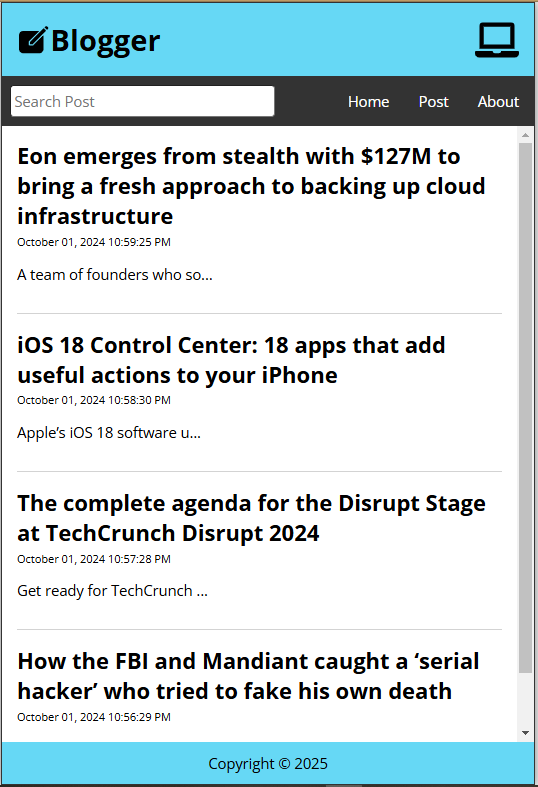 Blogger
Search Post
Home Post About
Eon emerges from stealth with $127M to
bring a fresh approach to backing up cloud
infrastructure
October 01, 2024 10:59:25 PM
A team of founders who so...
iOS 18 Control Center: 18 apps that add
useful actions to your iPhone
October 01, 2024 10:58:30 PM
Apple’s iOS 18 software u...
The complete agenda for the Disrupt Stage
at TechCrunch Disrupt 2024
October 01, 2024 10:57:28 PM
Get ready for TechCrunch ...
How the FBI and Mandiant caught a ‘serial
hacker’ who tried to fake his own death
October 01, 2024 10:56:29 PM
Copyright © 2025